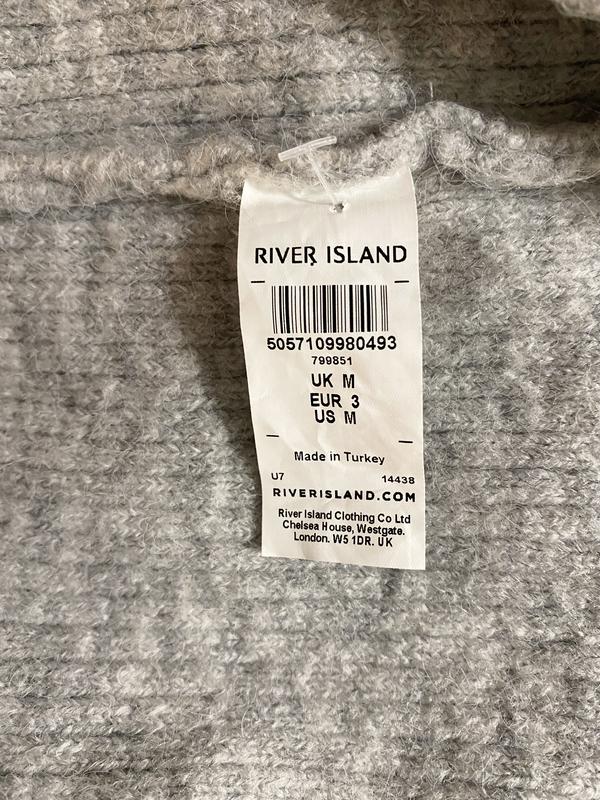 RIVER ISLAND
5057109980493
799851
UK M
EUR 3
US M
Made in Turkey
U7 14438
RIVERISLAND.COM
River Island Clothing Co Ltd
Chelsea House, Westgate.
London. W5 1DR. UK